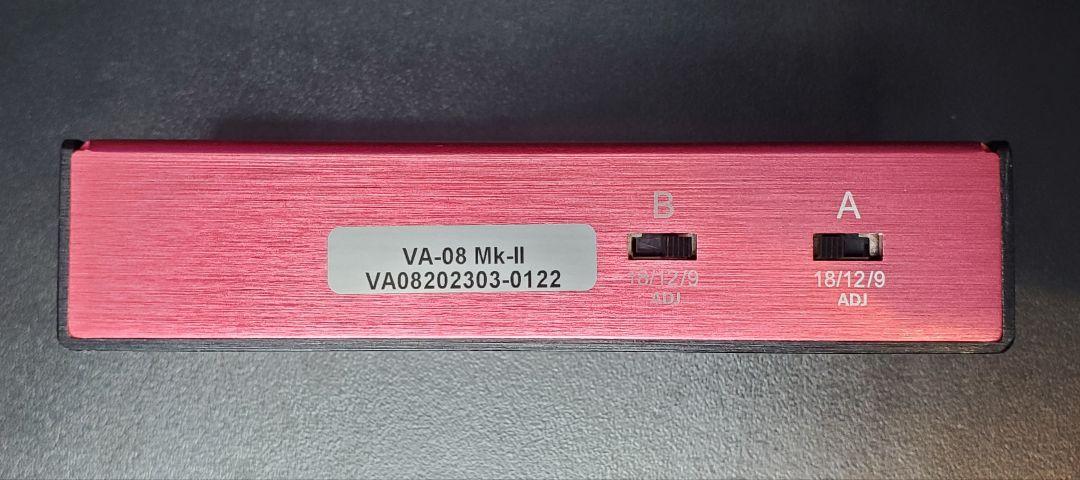 VA-08 Mk-II
VA08202303-0122
B
18/12/9
ADJ
A
18/12/9
ADJ